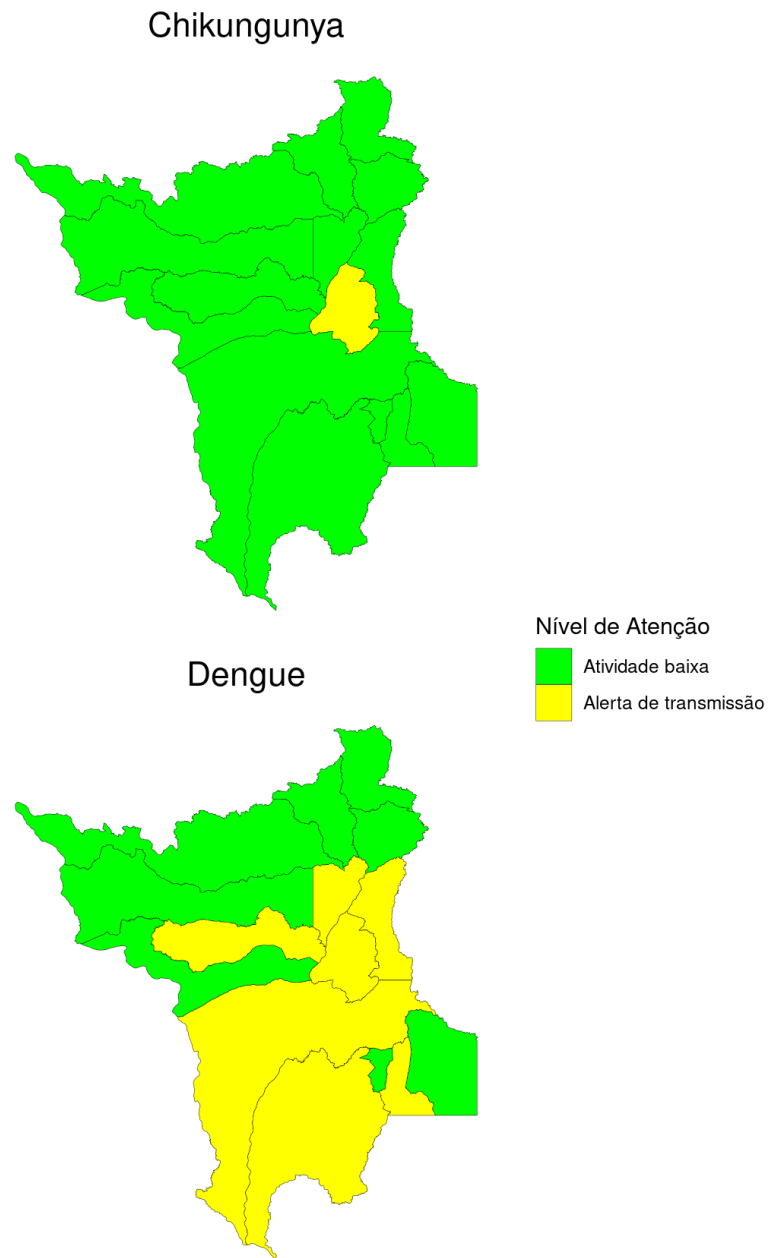 Chikungunya
Nível de Atenção
Atividade baixa
Alerta de transmissão
Dengue